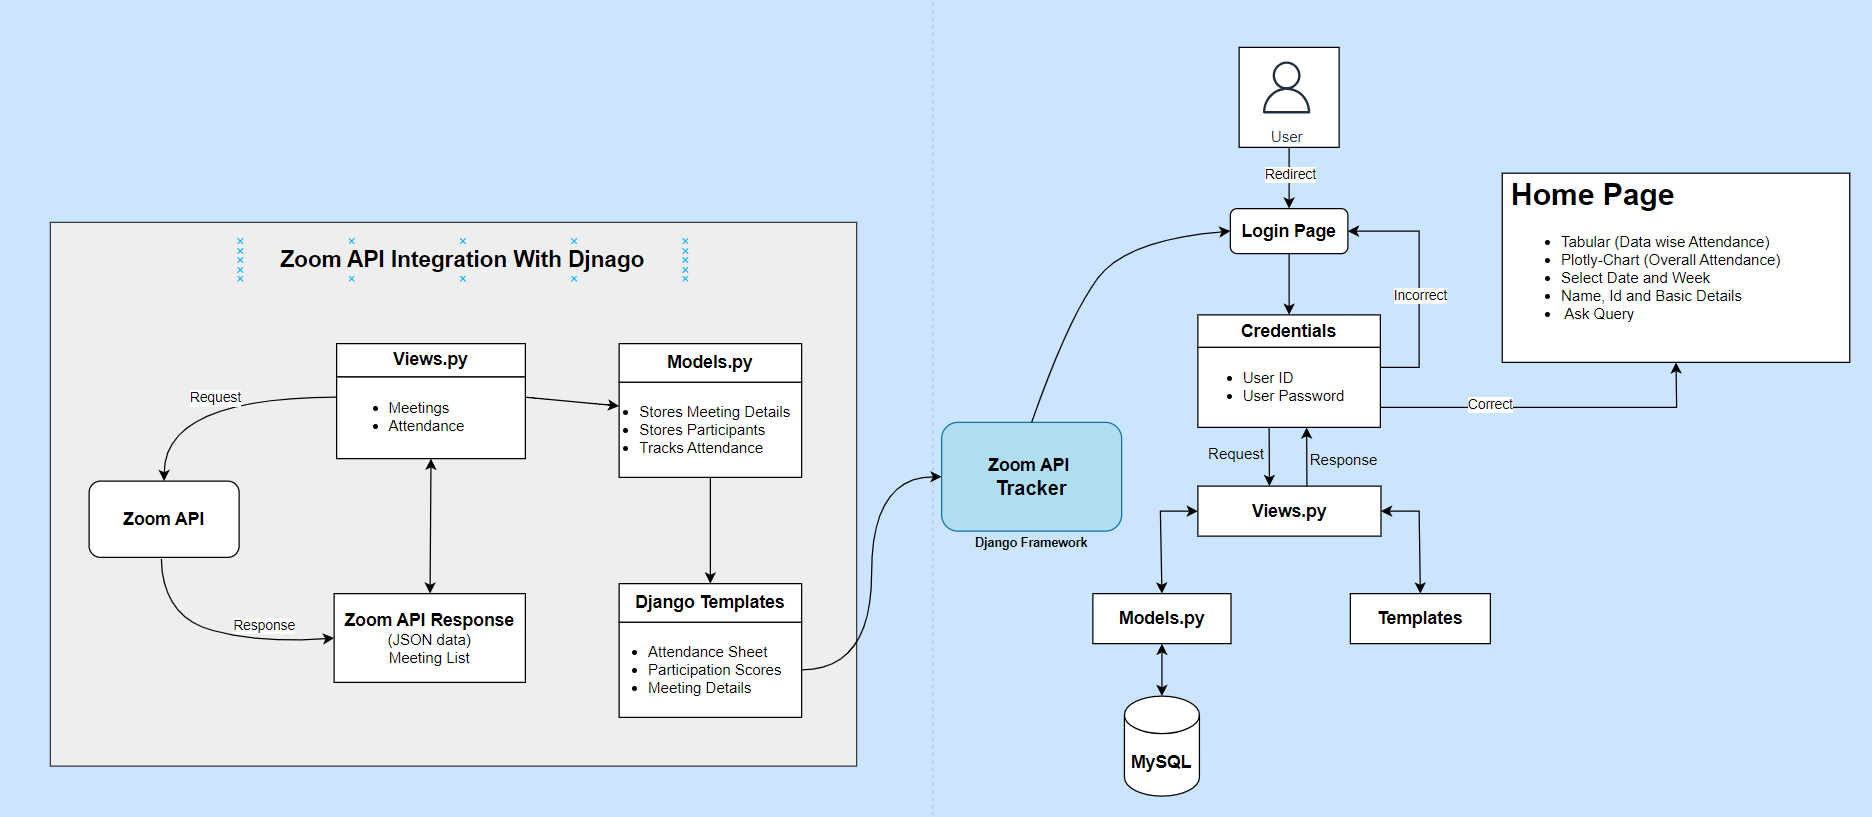 Zoom API Integration With Djnago
Views.py
Meetings
Attendance
Models.py
Stores Meeting Details
Stores Participants
Tracks Attendance
Request
Zoom API
Response
Zoom API Response
(JSON data)
Meeting List
Django Templates
Attendance Sheet
Participation Scores
Meeting Details
Zoom API
Tracker
Django Framework
User
Redirect
Login Page
Incorrect
Credentials
User ID
User Password
Correct
Home Page
Tabular (Data wise Attendance)
Plotly-Chart (Overall Attendance)
Select Date and Week
Name, Id and Basic Details
Ask Query
Request
Response
Views.py
Models.py
Templates
MySQL